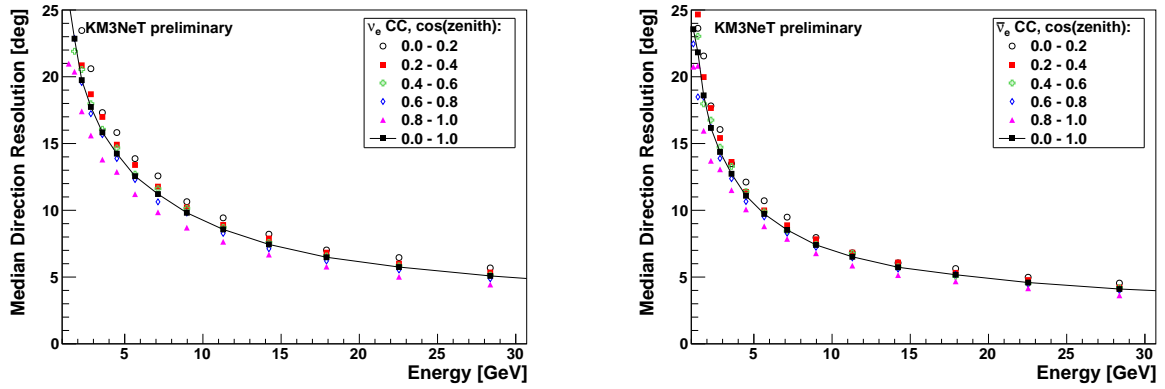 Median Direction Resolution [deg]
25
20
15
10
5
0
KM3NeT preliminary
νe CC, cos(zenith):
0.0 - 0.2
0.2 - 0.4
0.4 - 0.6
0.6 - 0.8
0.8 - 1.0
0.0 - 1.0
5 10 15 20 25 30
Energy [GeV]
Median Direction Resolution [deg]
25
20
15
10
5
0
KM3NeT preliminary
ν̅e CC, cos(zenith):
0.0 - 0.2
0.2 - 0.4
0.4 - 0.6
0.6 - 0.8
0.8 - 1.0
0.0 - 1.0
5 10 15 20 25 30
Energy [GeV]